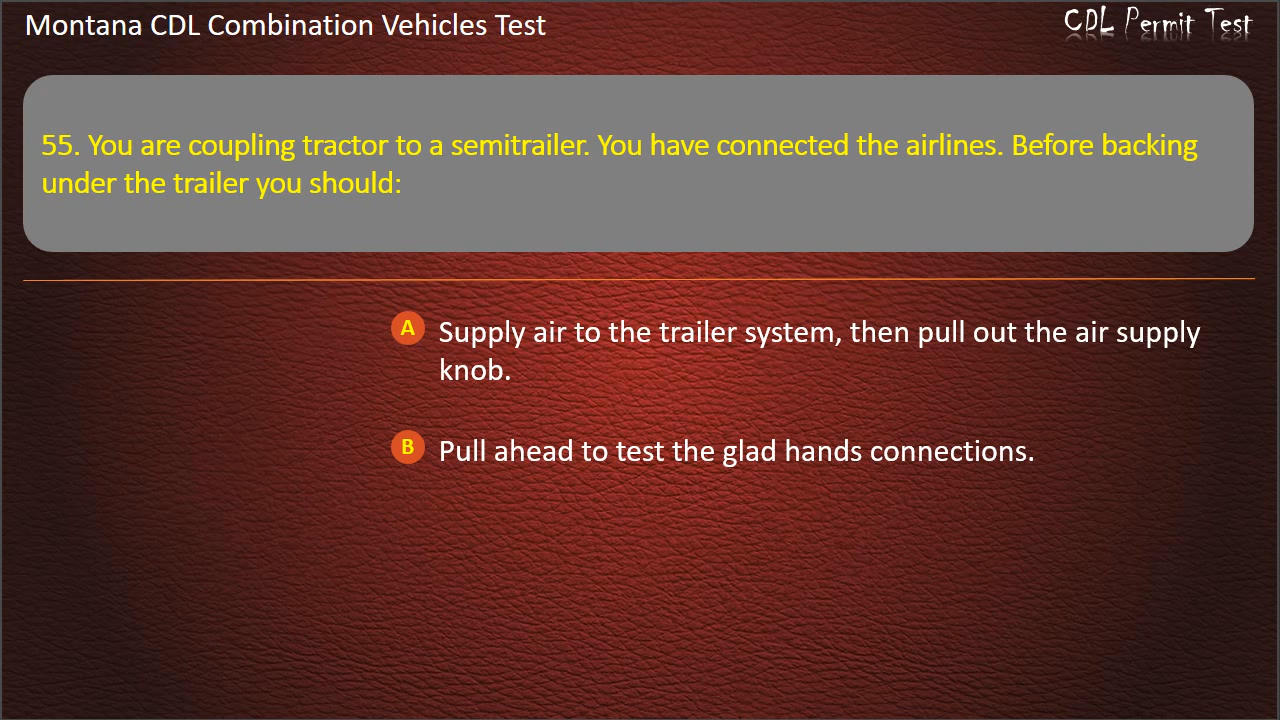 Montana CDL Combination Vehicles Test
CDL Permit Test
55. You are coupling tractor to a semitrailer. You have connected the airlines. Before backing
under the trailer you should:
A Supply air to the trailer system, then pull out the air supply
knob.
B Pull ahead to test the glad hands connections.